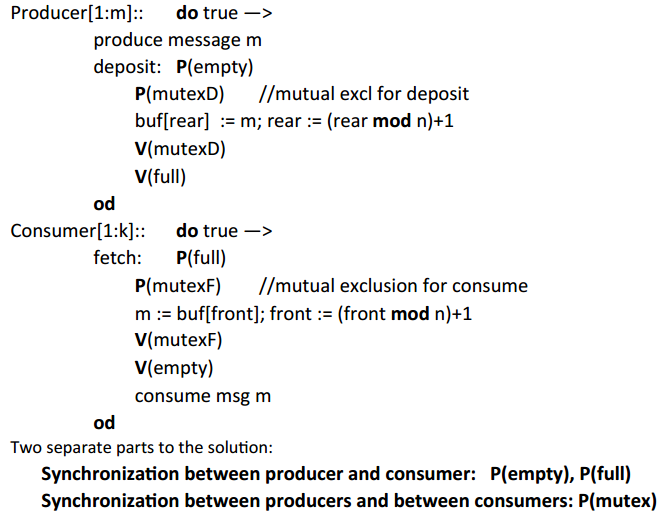 Producer[1:m]:: do true —>
produce message m
deposit: P(empty)
P(mutexD) //mutual excl for deposit
buf[rear] := m; rear := (rear mod n)+1
V(mutexD)
V(full)
od
Consumer[1:k]:: do true —>
fetch: P(full)
P(mutexF) //mutual exclusion for consume
m := buf[front]; front := (front mod n)+1
V(mutexF)
V(empty)
consume msg m
od
Two separate parts to the solution:
Synchronization between producer and consumer: P(empty), P(full)
Synchronization between producers and between consumers: P(mutex)